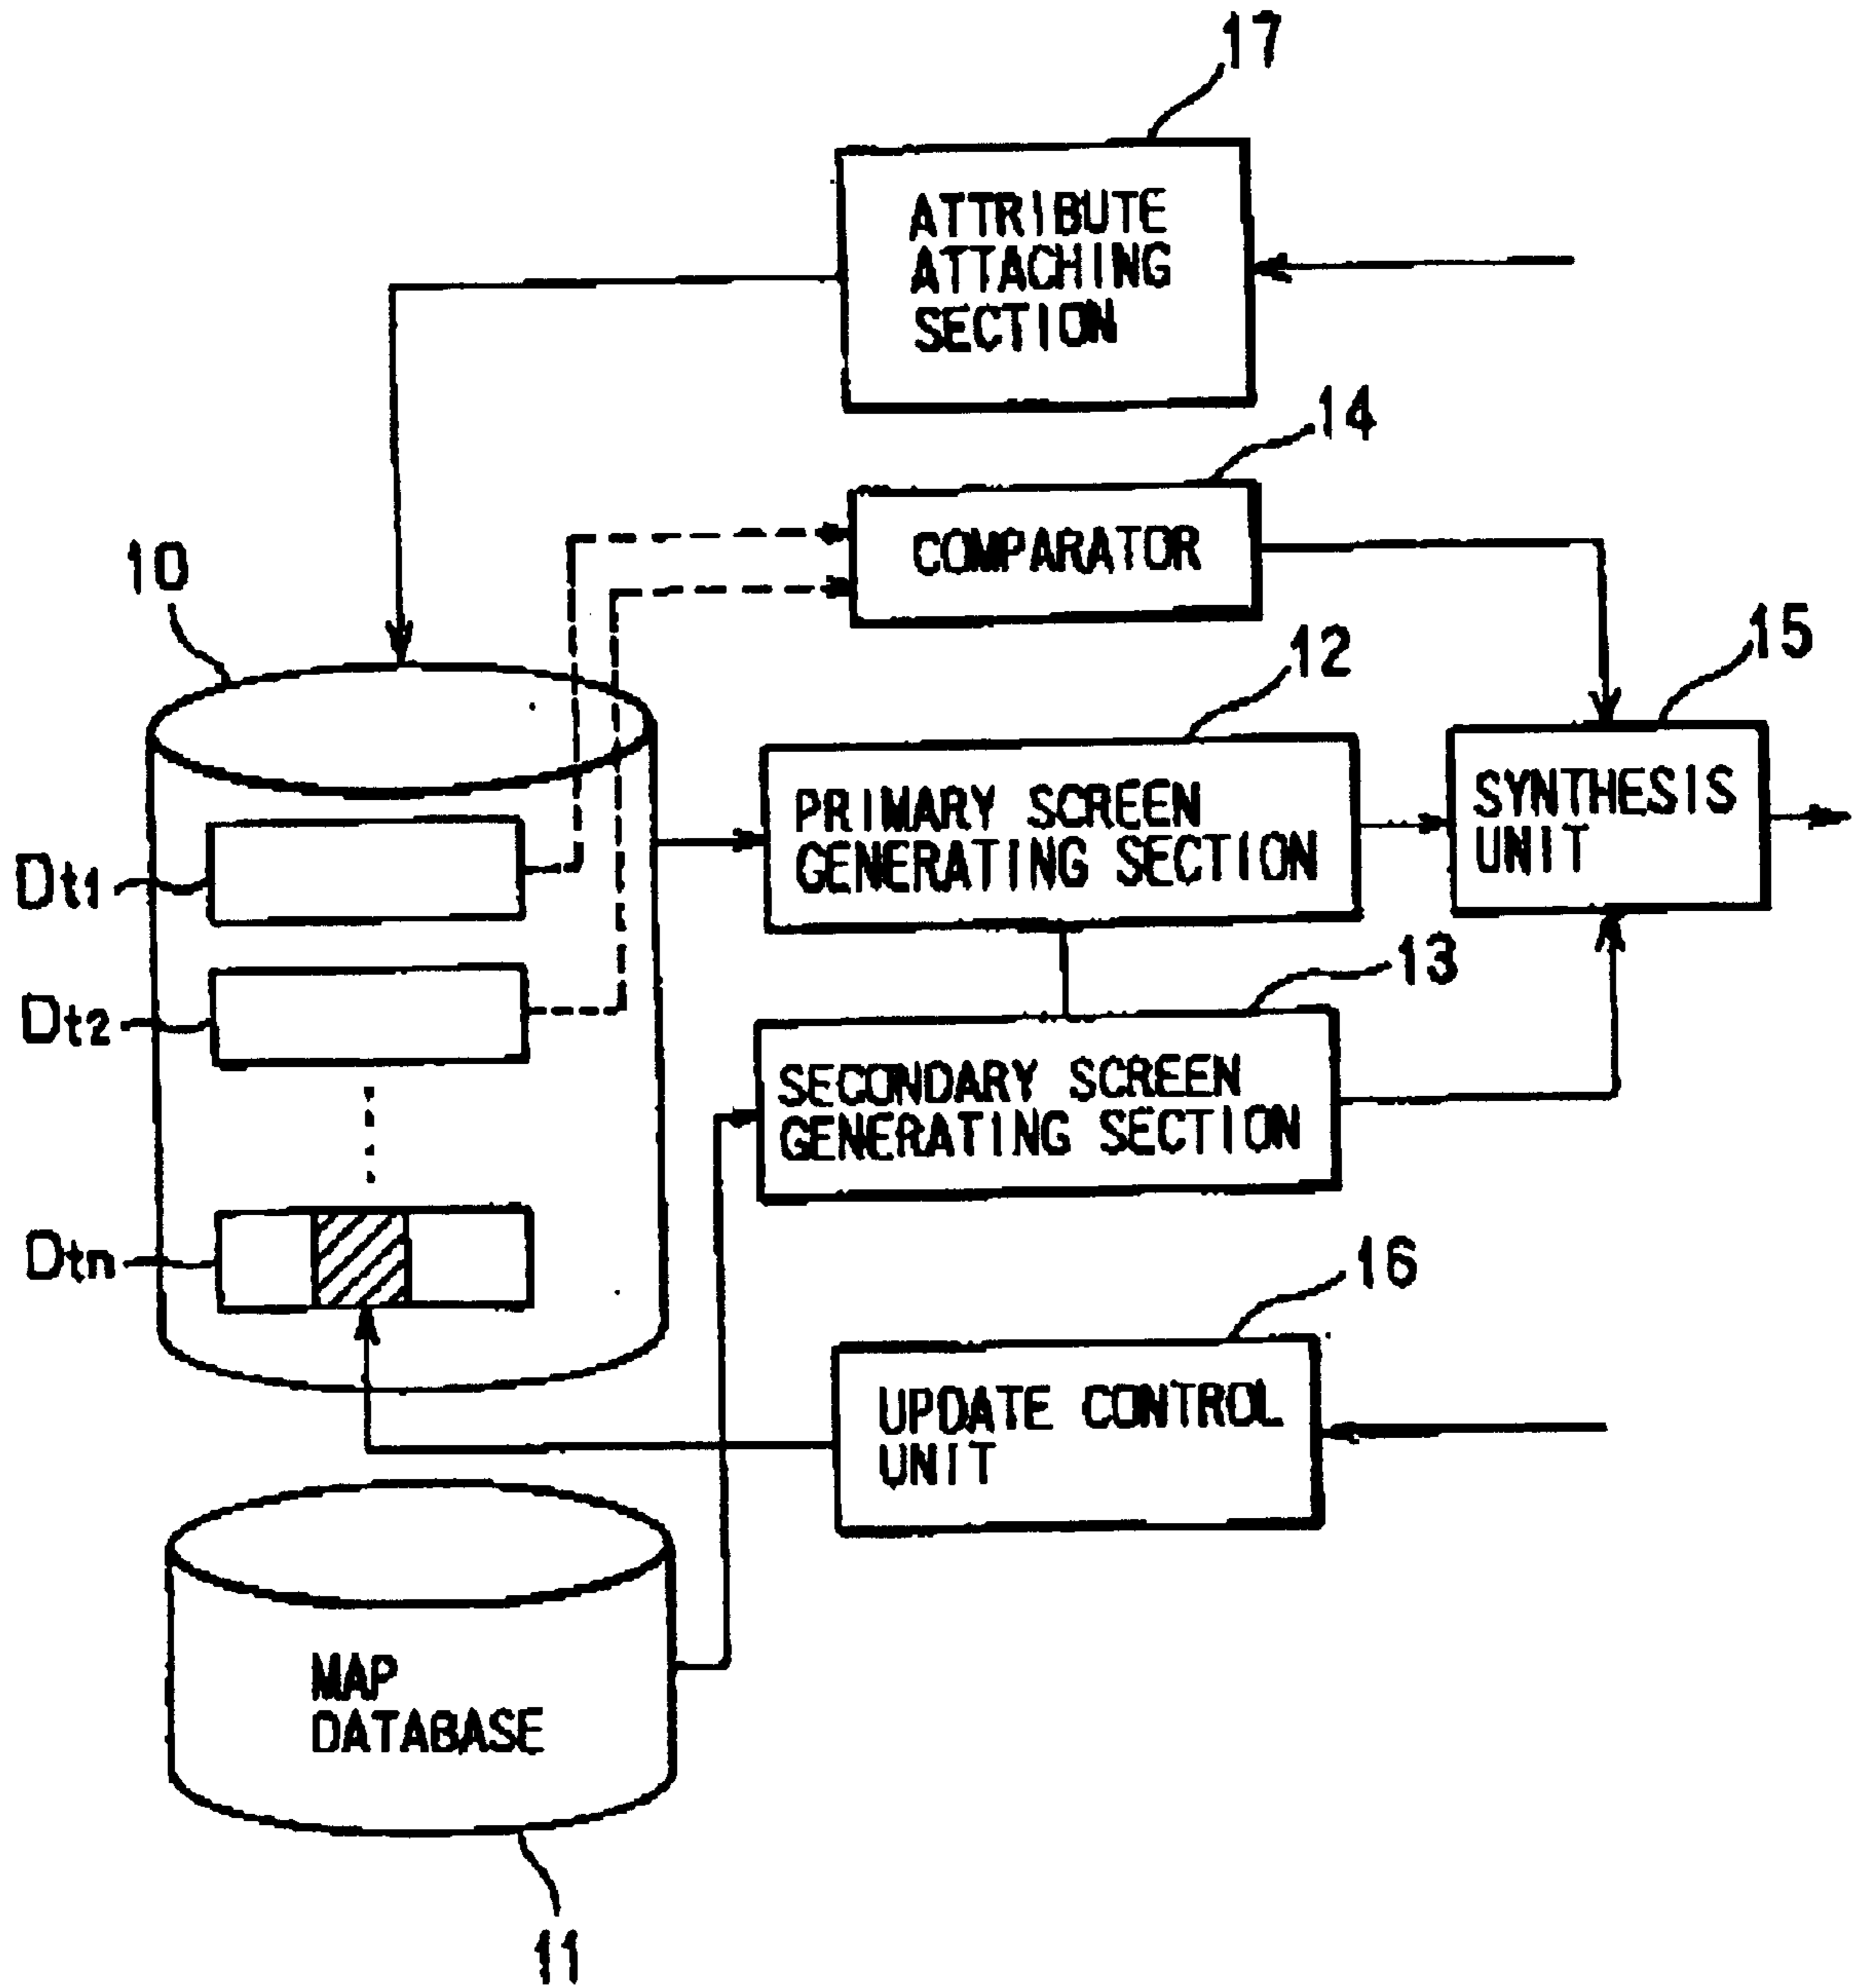 17
ATTRIBUTE
ATTACHING
SECTION
14
COMPARATOR
10
12
15
PRIMARY SCREEN
GENERATING SECTION
SYNTHESIS
UNIT
Dt1
13
Dt2
SECONDARY SCREEN
GENERATING SECTION
Dtn
16
UPDATE CONTROL
UNIT
MAP
DATABASE
11